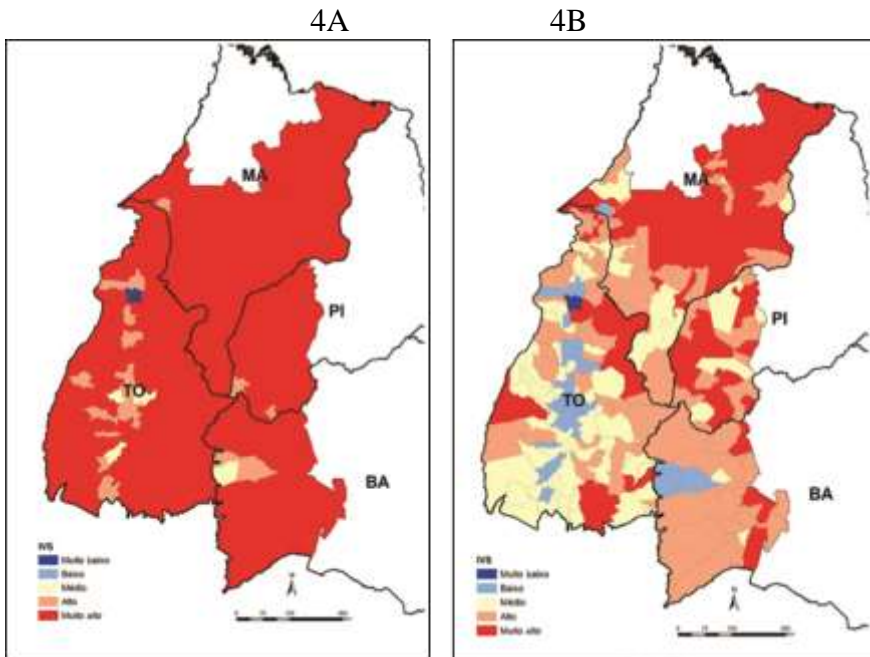 4A 4B
MA
PI
TO
BA
IVS
Muito baixo
Baixo
Médio
Alto
Muito alto
N
MA
PI
TO
BA
IVS
Muito baixo
Baixo
Médio
Alto
Muito alto
N